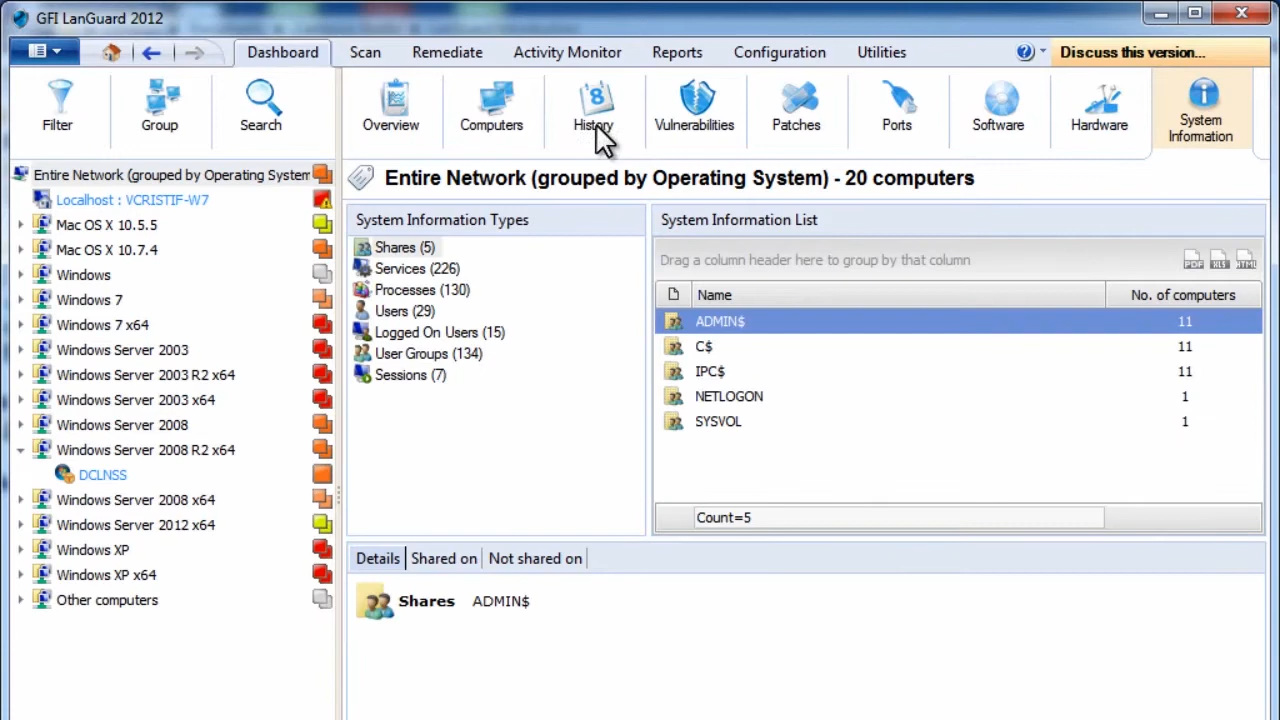 GFI LanGuard 2012
Dashboard Scan Remediate Activity Monitor Reports Configuration Utilities Discuss this version...
Filter Group Search Overview Computers History Vulnerabilities Patches Ports Software Hardware System Information
Entire Network (grouped by Operating System
Localhost : VCRISTIF-W7
Mac OS X 10.5.5
Mac OS X 10.7.4
Windows
Windows 7
Windows 7 x64
Windows Server 2003
Windows Server 2003 R2 x64
Windows Server 2003 x64
Windows Server 2008
Windows Server 2008 R2 x64
DCLNSS
Windows Server 2008 x64
Windows Server 2012 x64
Windows XP
Windows XP x64
Other computers
Entire Network (grouped by Operating System) - 20 computers
System Information Types
Shares (5)
Services (226)
Processes (130)
Users (29)
Logged On Users (15)
User Groups (134)
Sessions (7)
System Information List
Drag a column header here to group by that column PDF XLS HTML
Name No. of computers
ADMIN$ 11
C$ 11
IPC$ 11
NETLOGON 1
SYSVOL 1
Count=5
Details Shared on Not shared on
Shares ADMIN$